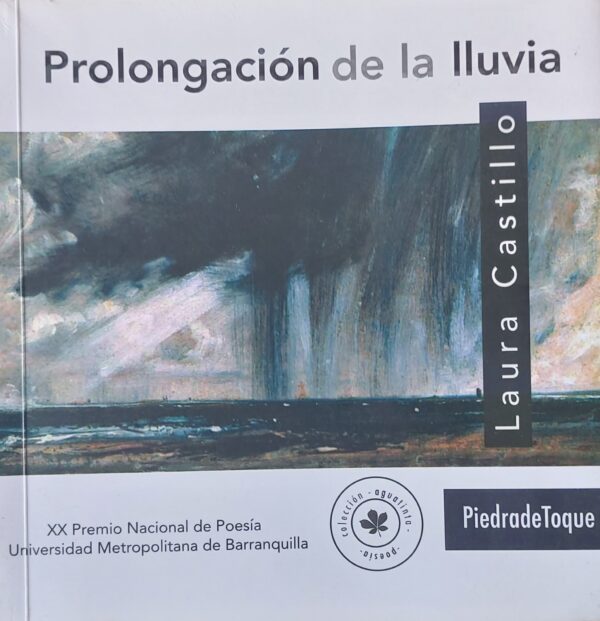 Prolongación de la lluvia
Laura Castillo
XX Premio Nacional de Poesía
Universidad Metropolitana de Barranquilla
colección - aguatinta - poesía -
PiedradeToque